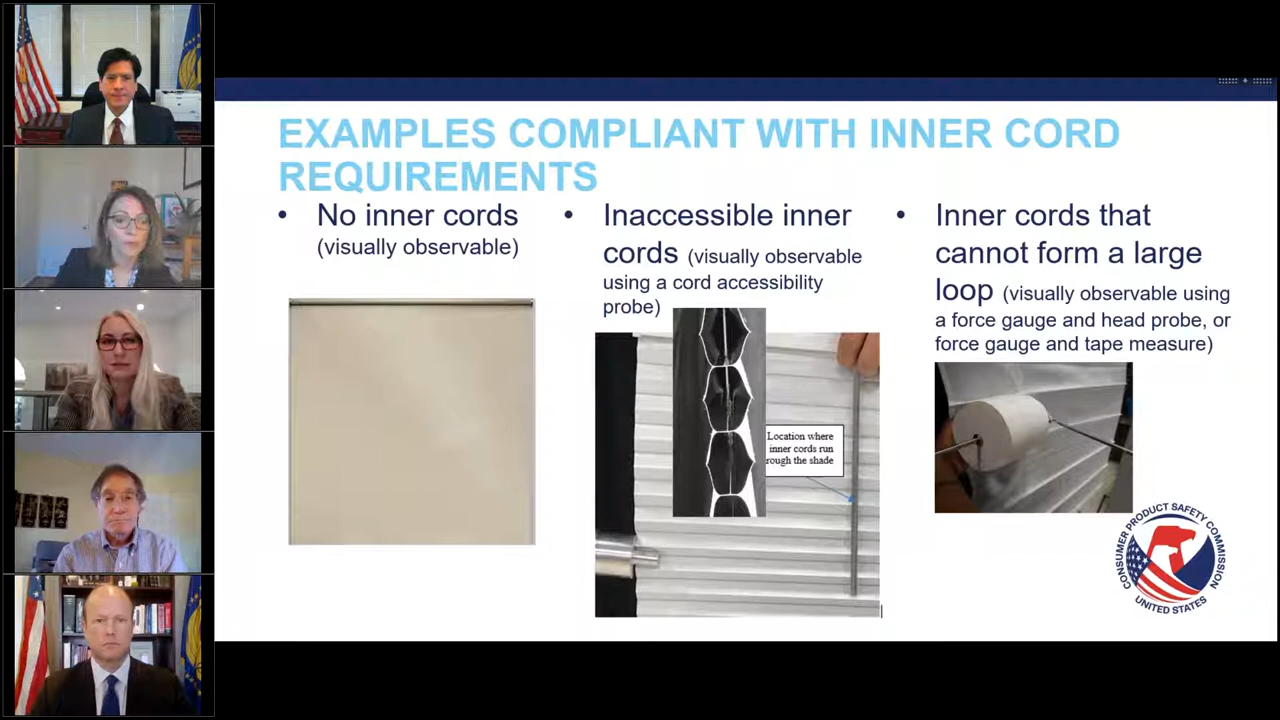 EXAMPLES COMPLIANT WITH INNER CORD
REQUIREMENTS
• No inner cords
(visually observable)
• Inaccessible inner
cords (visually observable
using a cord accessibility
probe)
Location where
inner cords run
rough the shade
• Inner cords that
cannot form a large
loop (visually observable using
a force gauge and head probe, or
force gauge and tape measure)
CONSUMER PRODUCT SAFETY COMMISSION
UNITED STATES